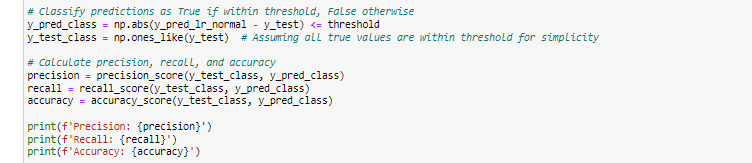 # Classify predictions as True if within threshold, False otherwise
y_pred_class = np.abs(y_pred_lr_normal - y_test) <= threshold
y_test_class = np.ones_like(y_test)  # Assuming all true values are within threshold for simplicity
# Calculate precision, recall, and accuracy
precision = precision_score(y_test_class, y_pred_class)
recall = recall_score(y_test_class, y_pred_class)
accuracy = accuracy_score(y_test_class, y_pred_class)
print(f'Precision: {precision}')
print(f'Recall: {recall}')
print(f'Accuracy: {accuracy}')